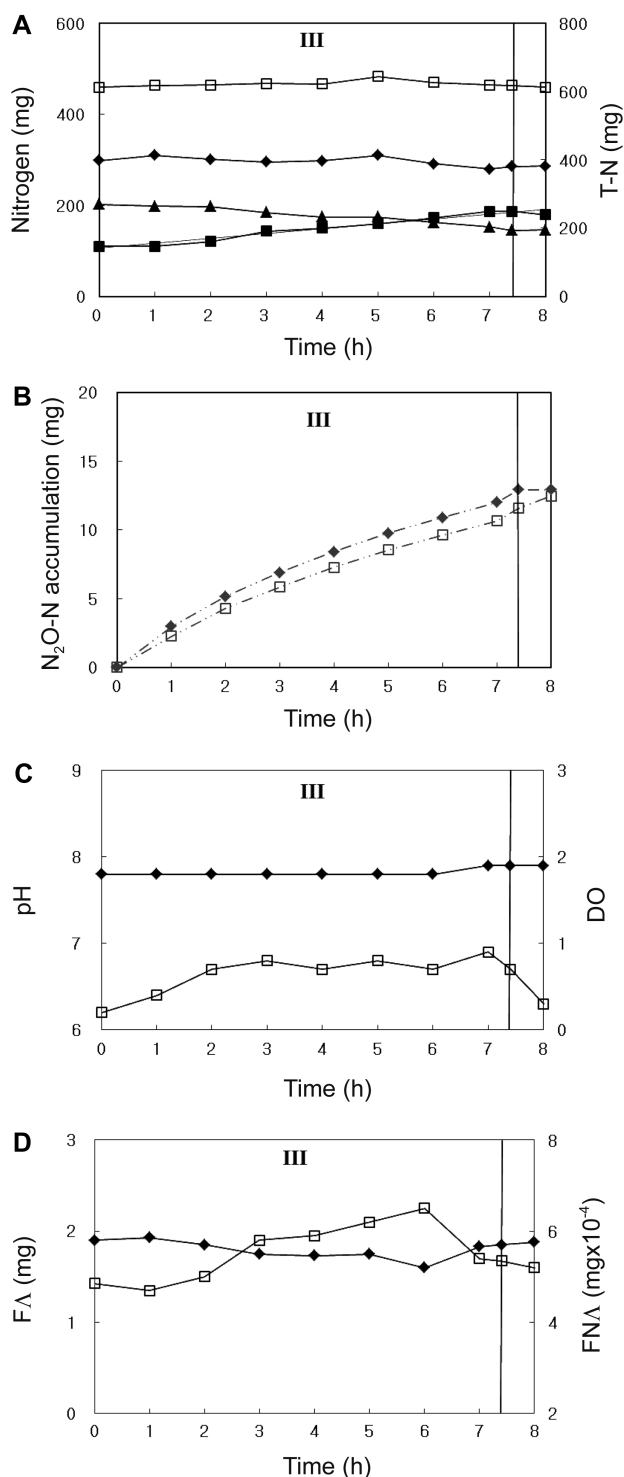 A
III
Nitrogen (mg)
T-N (mg)
600
400
200
0
800
600
400
200
0
0 1 2 3 4 5 6 7 8
Time (h)
B
III
N₂O-N accumulation (mg)
20
15
10
5
0
0 1 2 3 4 5 6 7 8
Time (h)
C
III
pH
DO
9
8
7
6
3
2
1
0
0 1 2 3 4 5 6 7 8
Time (h)
D
III
FΛ (mg)
FNΛ (mgx10⁻⁴)
3
2
1
0
8
6
4
2
0 1 2 3 4 5 6 7 8
Time (h)